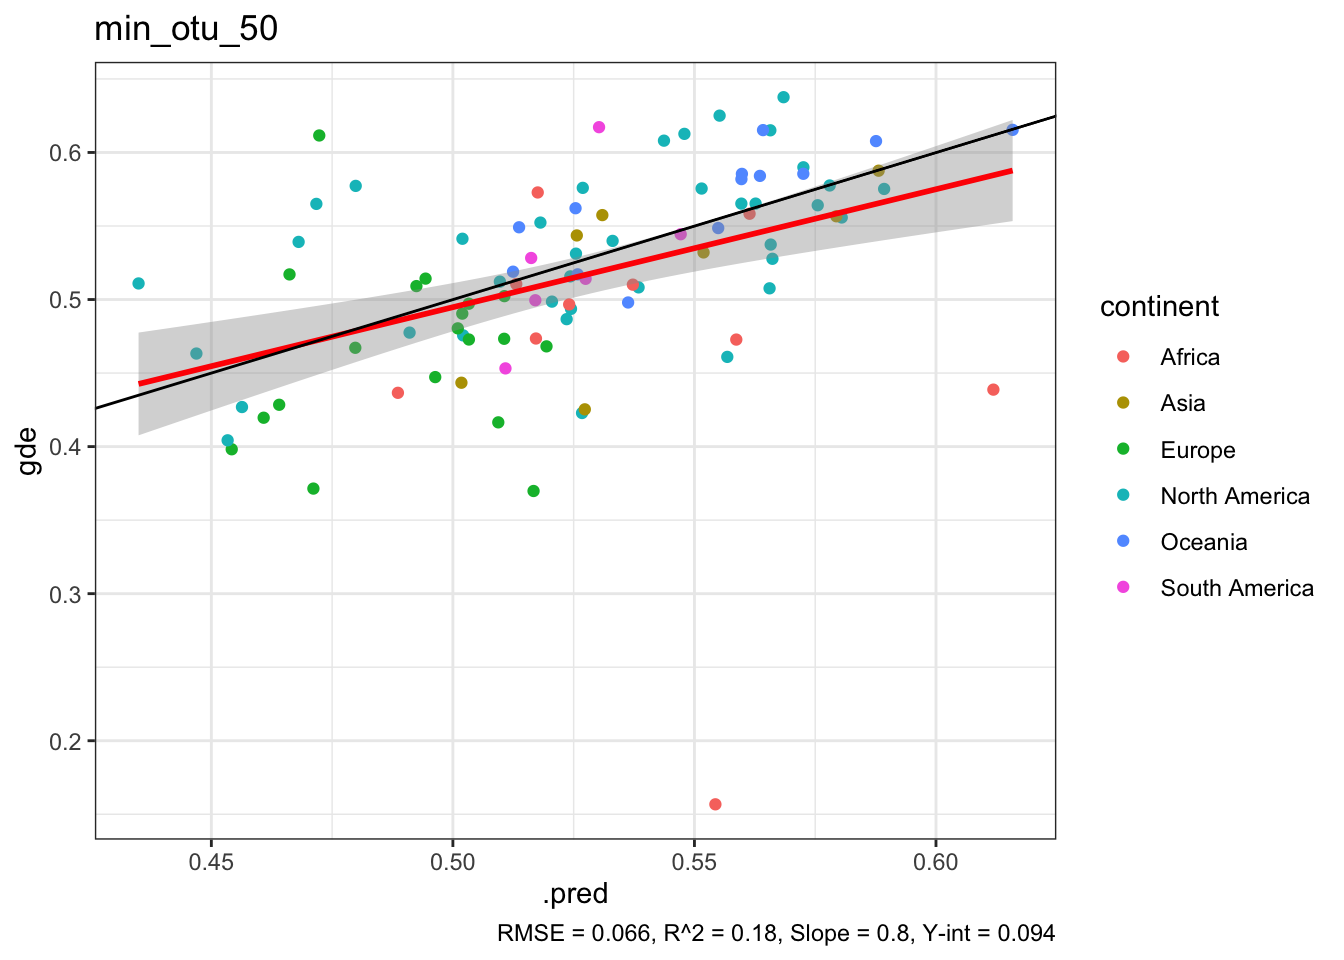 min_otu_50
0.6
0.5
0.4
0.3
0.2
gde
0.45 0.50 0.55 0.60
.pred
RMSE = 0.066, R^2 = 0.18, Slope = 0.8, Y-int = 0.094
continent
Africa
Asia
Europe
North America
Oceania
South America